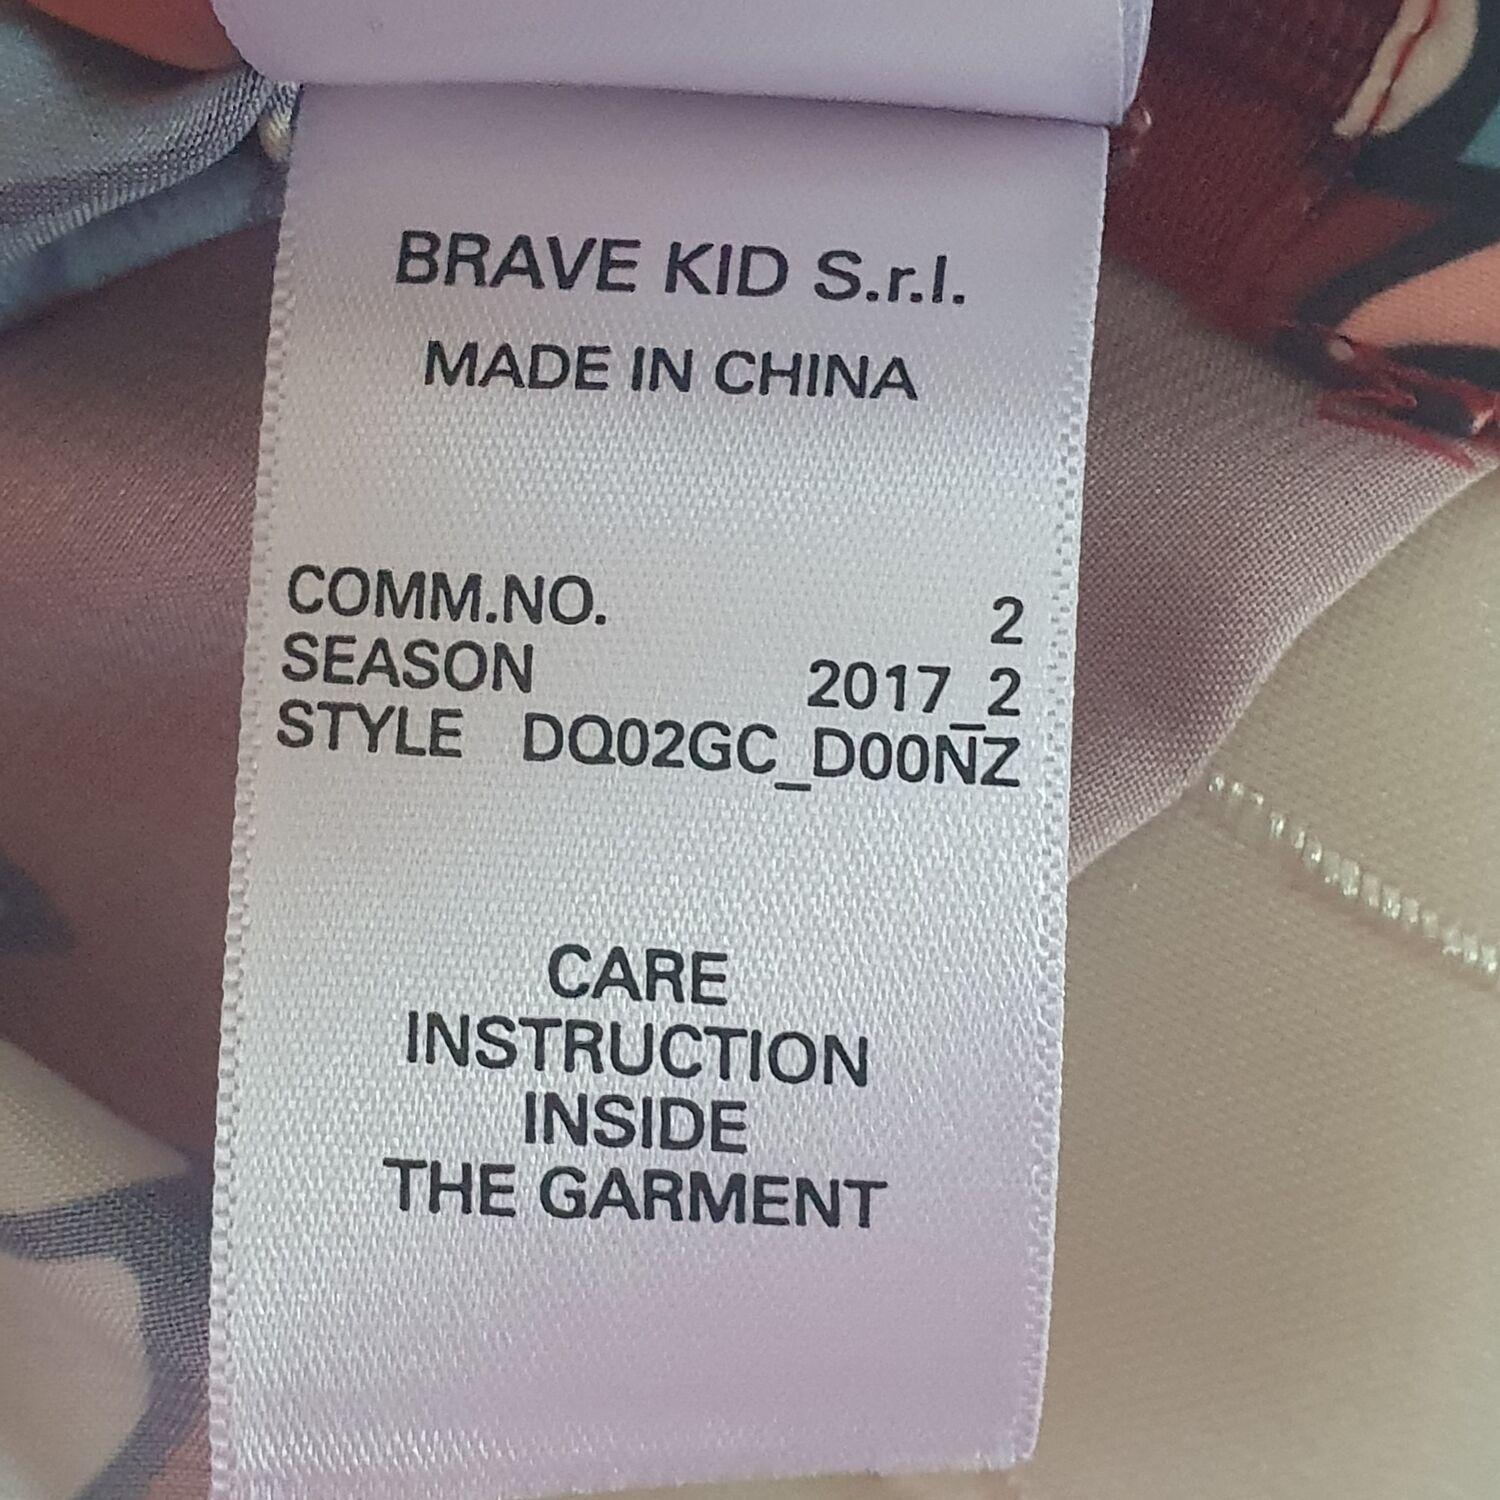 BRAVE KID S.r.l.
MADE IN CHINA
COMM.NO. 2
SEASON 2017_2
STYLE DQ02GC_D00NZ
CARE
INSTRUCTION
INSIDE
THE GARMENT